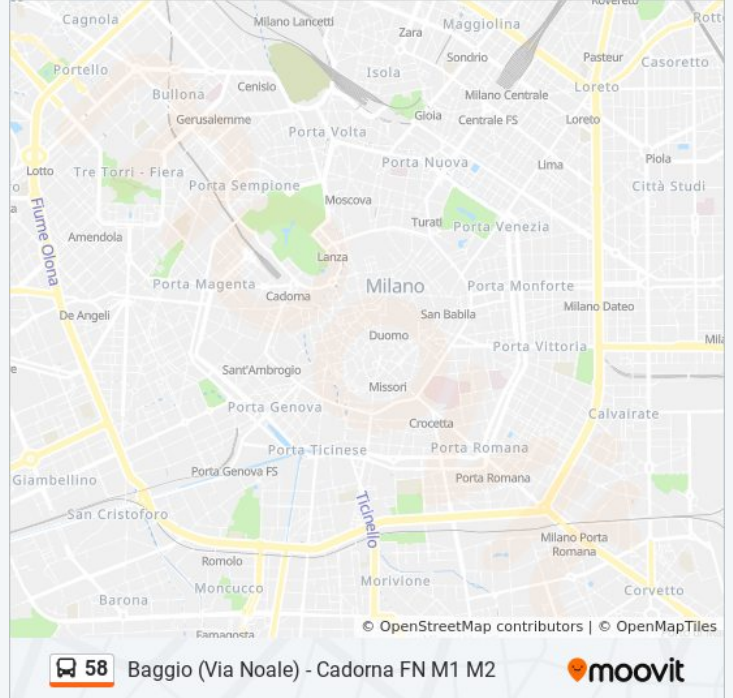 Rovereto
Cagnola
Milano Lancetti
Maggiolina
Zara
Sondrio
Pasteur
Casoretto
Portello
Isola
Bullona
Cenisio
Milano Centrale
Loreto
Gerusalemme
Gioia
Centrale FS
Loreto
Porta Volta
Piola
Lotto
Tre Torri - Fiera
Porta Nuova
Lima
Porta Sempione
Città Studi
Moscova
Fiume Olona
Turati
Porta Venezia
Amendola
Lanza
Porta Magenta
Milano
Porta Monforte
Cadorna
Milano Dateo
De Angeli
San Babila
Duomo
Porta Vittoria
Sant'Ambrogio
Missori
Porta Genova
Calvairate
Crocetta
Porta Ticinese
Porta Romana
Porta Genova FS
Porta Romana
Giambellino
Ticinello
San Cristoforo
Milano Porta
Romana
Romolo
Morivione
Moncucco
Corvetto
Barona
Famagosta
© OpenStreetMap contributors | © OpenMapTiles
58 Baggio (Via Noale) - Cadorna FN M1 M2
moovit